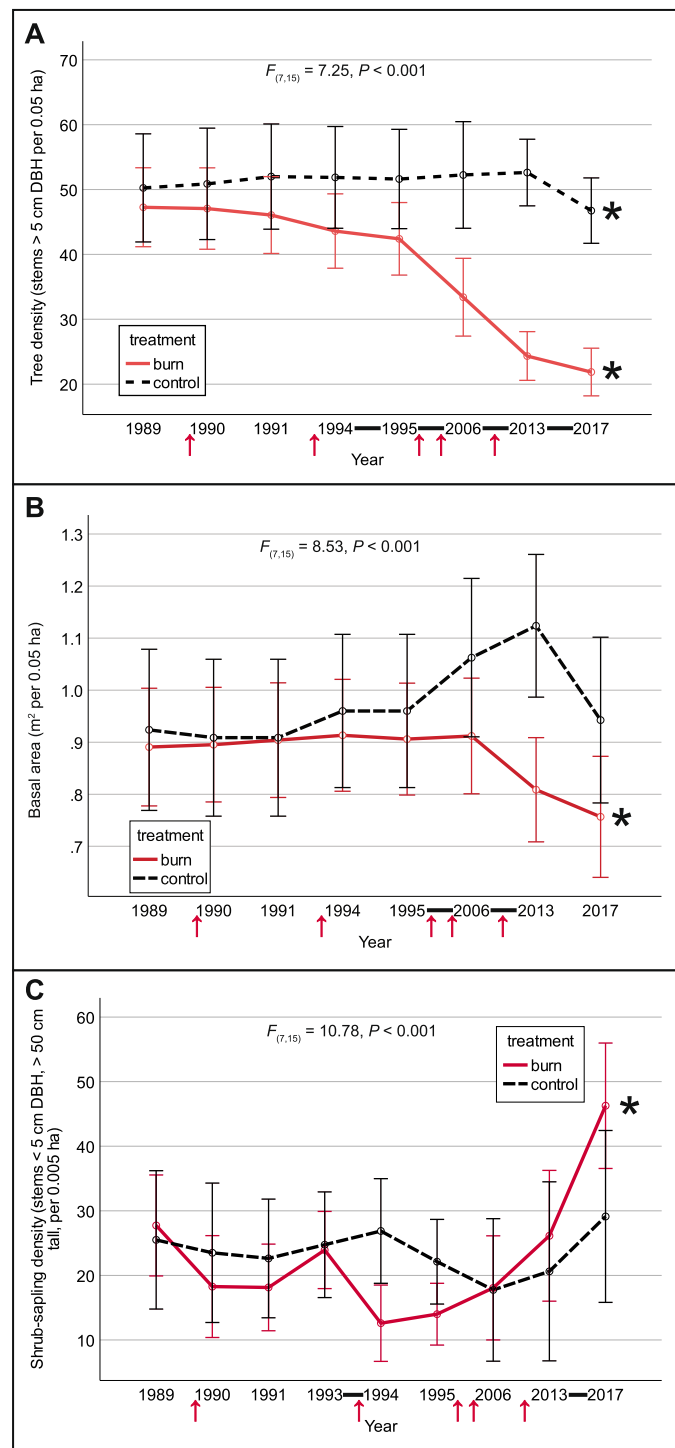 A
F(7,15) = 7.25, P < 0.001
70
60
50
40
30
20
Tree density (stems > 5 cm DBH per 0.05 ha)
*
*
treatment
burn
control
1989 1990 1991 1994 1995 2006 2013 2017
Year
B
F(7,15) = 8.53, P < 0.001
1.3
1.2
1.1
1.0
.9
.8
.7
Basal area (m² per 0.05 ha)
*
treatment
burn
control
1989 1990 1991 1994 1995 2006 2013 2017
Year
C
F(7,15) = 10.78, P < 0.001
treatment
burn
control
60
50
40
30
20
10
Shrub-sapling density (stems < 5 cm DBH, > 50 cm
tall, per 0.005 ha)
*
1989 1990 1991 1993 1994 1995 2006 2013 2017
Year